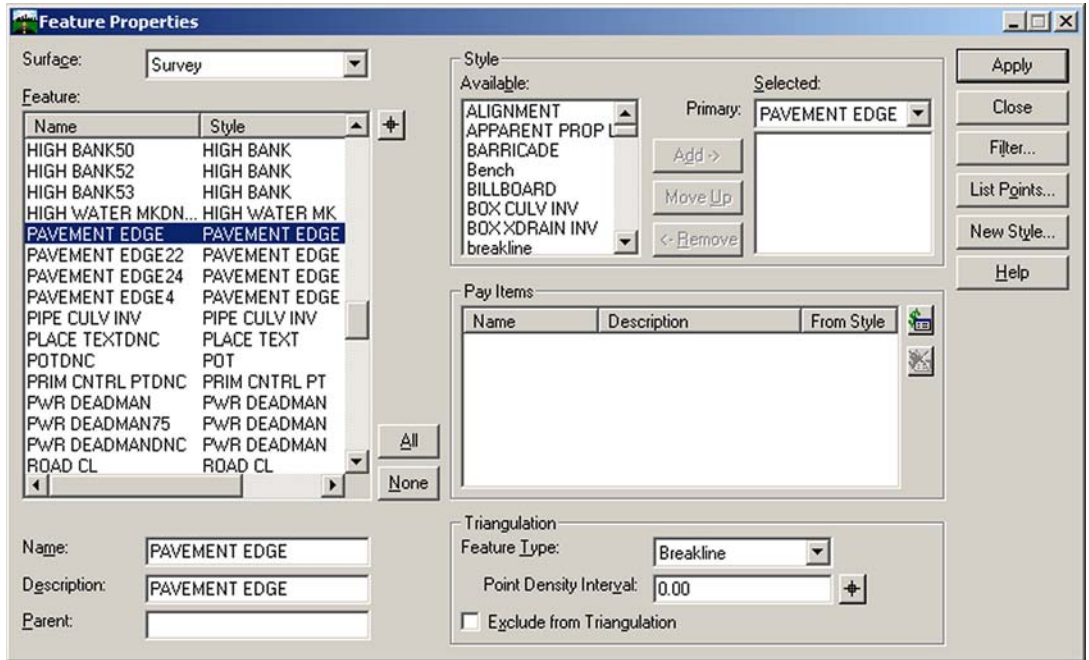 Feature Properties
Surface:
Survey
Feature:
Name Style
HIGH BANK50 HIGH BANK
HIGH BANK52 HIGH BANK
HIGH BANK53 HIGH BANK
HIGH WATER MKDN... HIGH WATER MK
PAVEMENT EDGE PAVEMENT EDGE
PAVEMENT EDGE22 PAVEMENT EDGE
PAVEMENT EDGE24 PAVEMENT EDGE
PAVEMENT EDGE4 PAVEMENT EDGE
PIPE CULV INV PIPE CULV INV
PLACE TEXTDNC PLACE TEXT
POTDNC POT
PRIM CNTRL PTDNC PRIM CNTRL PT
PWR DEADMAN PWR DEADMAN
PWR DEADMAN75 PWR DEADMAN
PWR DEADMANDNC PWR DEADMAN
ROAD CL ROAD CL
All
None
Name: PAVEMENT EDGE
Description: PAVEMENT EDGE
Parent:
Style
Available:
ALIGNMENT
APPARENT PROP L
BARRICADE
Bench
BILLBOARD
BOX CULV INV
BOX XDRAIN INV
breakline
Add ->
Move Up
<- Remove
Selected:
Primary: PAVEMENT EDGE
Pay Items
Name Description From Style
Triangulation
Feature Type: Breakline
Point Density Interval: 0.00
Exclude from Triangulation
Apply
Close
Filter...
List Points...
New Style...
Help